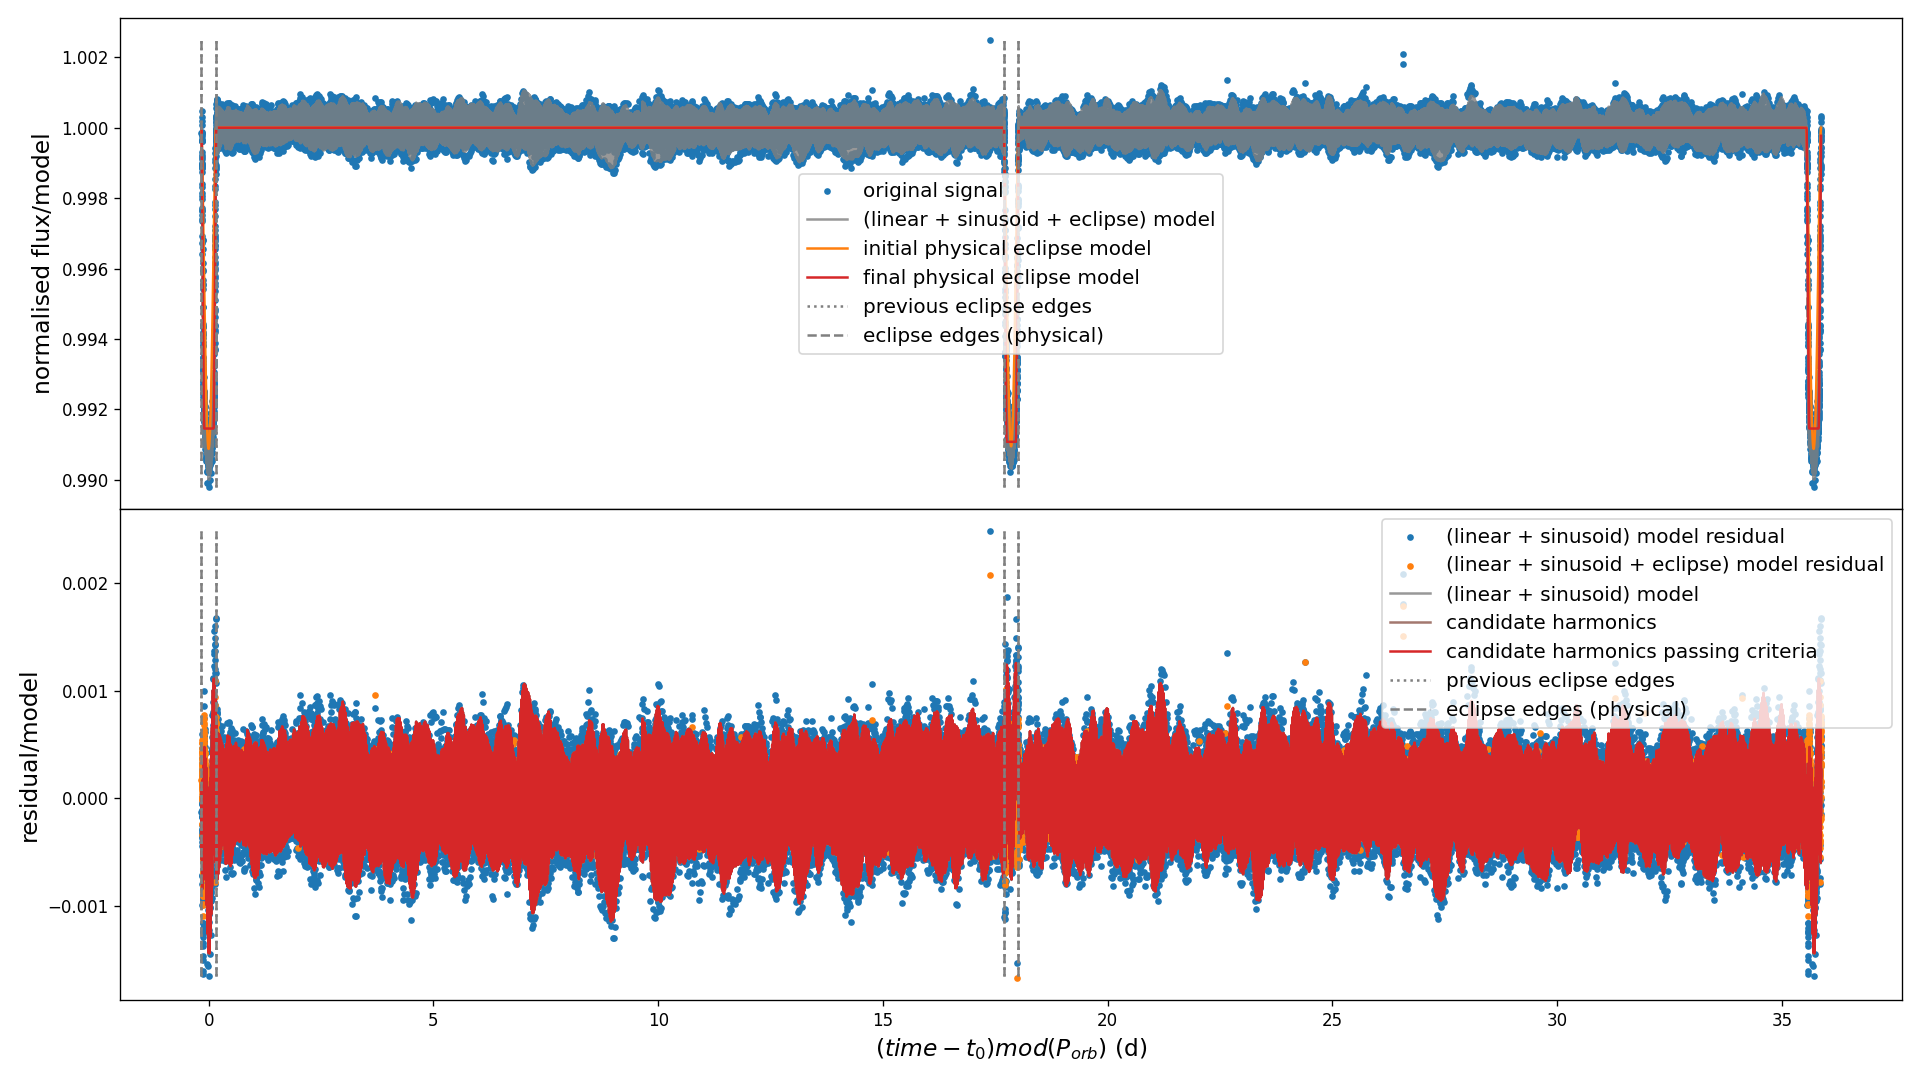 normalised flux/model
1.002
1.000
0.998
0.996
0.994
0.992
0.990
original signal
(linear + sinusoid + eclipse) model
initial physical eclipse model
final physical eclipse model
previous eclipse edges
eclipse edges (physical)
residual/model
0.002
0.001
0.000
−0.001
(linear + sinusoid) model residual
(linear + sinusoid + eclipse) model residual
(linear + sinusoid) model
candidate harmonics
candidate harmonics passing criteria
previous eclipse edges
eclipse edges (physical)
0 5 10 15 20 25 30 35
(time − t₀)mod(Pₒᵣb) (d)